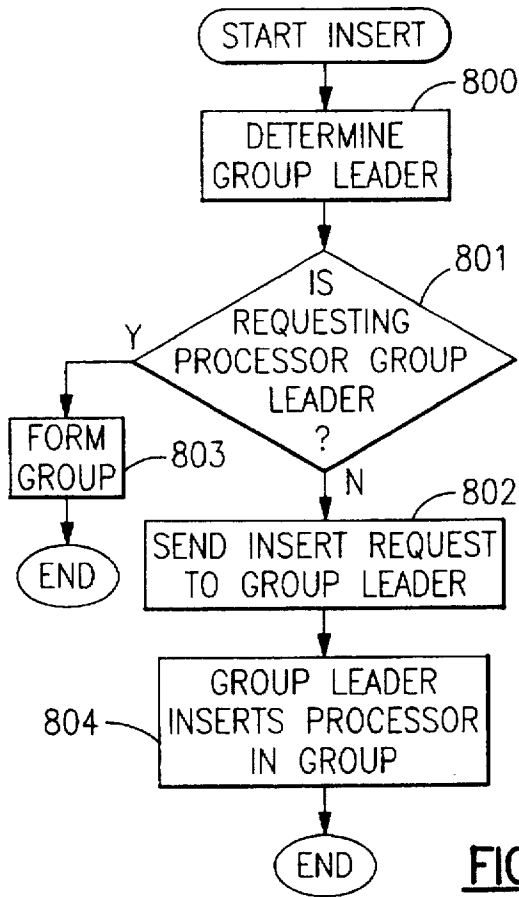 START INSERT
800
DETERMINE
GROUP LEADER
801
IS
REQUESTING
PROCESSOR GROUP
LEADER
?
Y
N
FORM
GROUP
803
END
802
SEND INSERT REQUEST
TO GROUP LEADER
GROUP LEADER
INSERTS PROCESSOR
IN GROUP
804
END
FIG